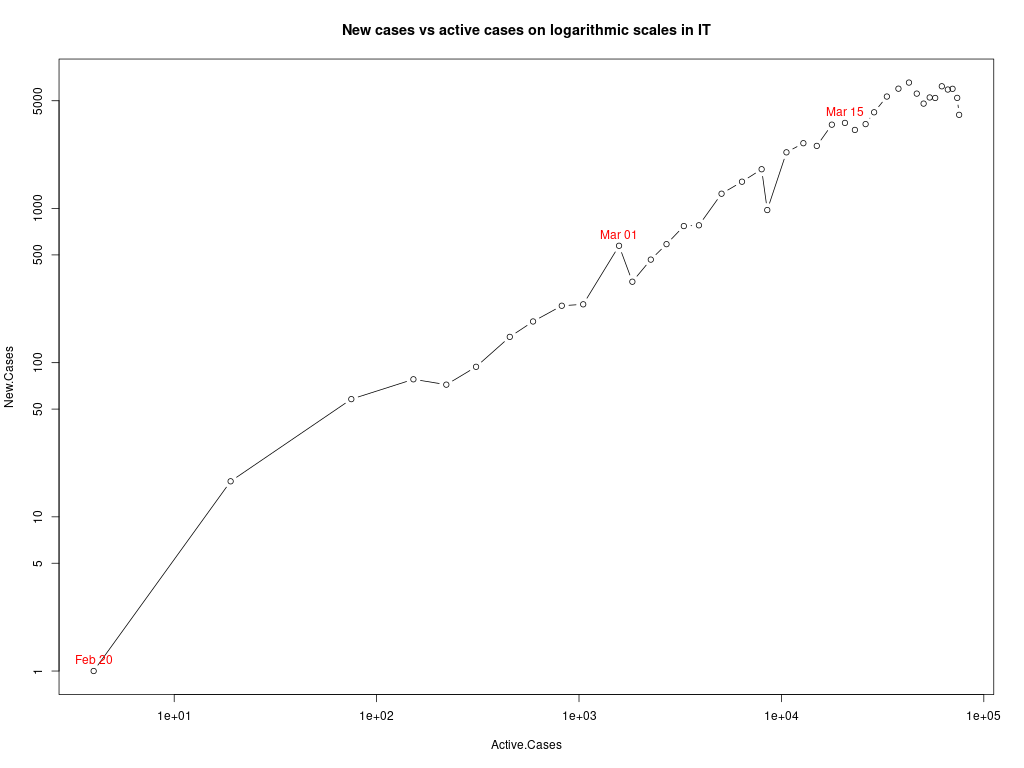 New cases vs active cases on logarithmic scales in IT
New.Cases
5000
1000
500
100
50
10
5
1
Mar 15
Mar 01
Feb 20
1e+01 1e+02 1e+03 1e+04 1e+05
Active.Cases